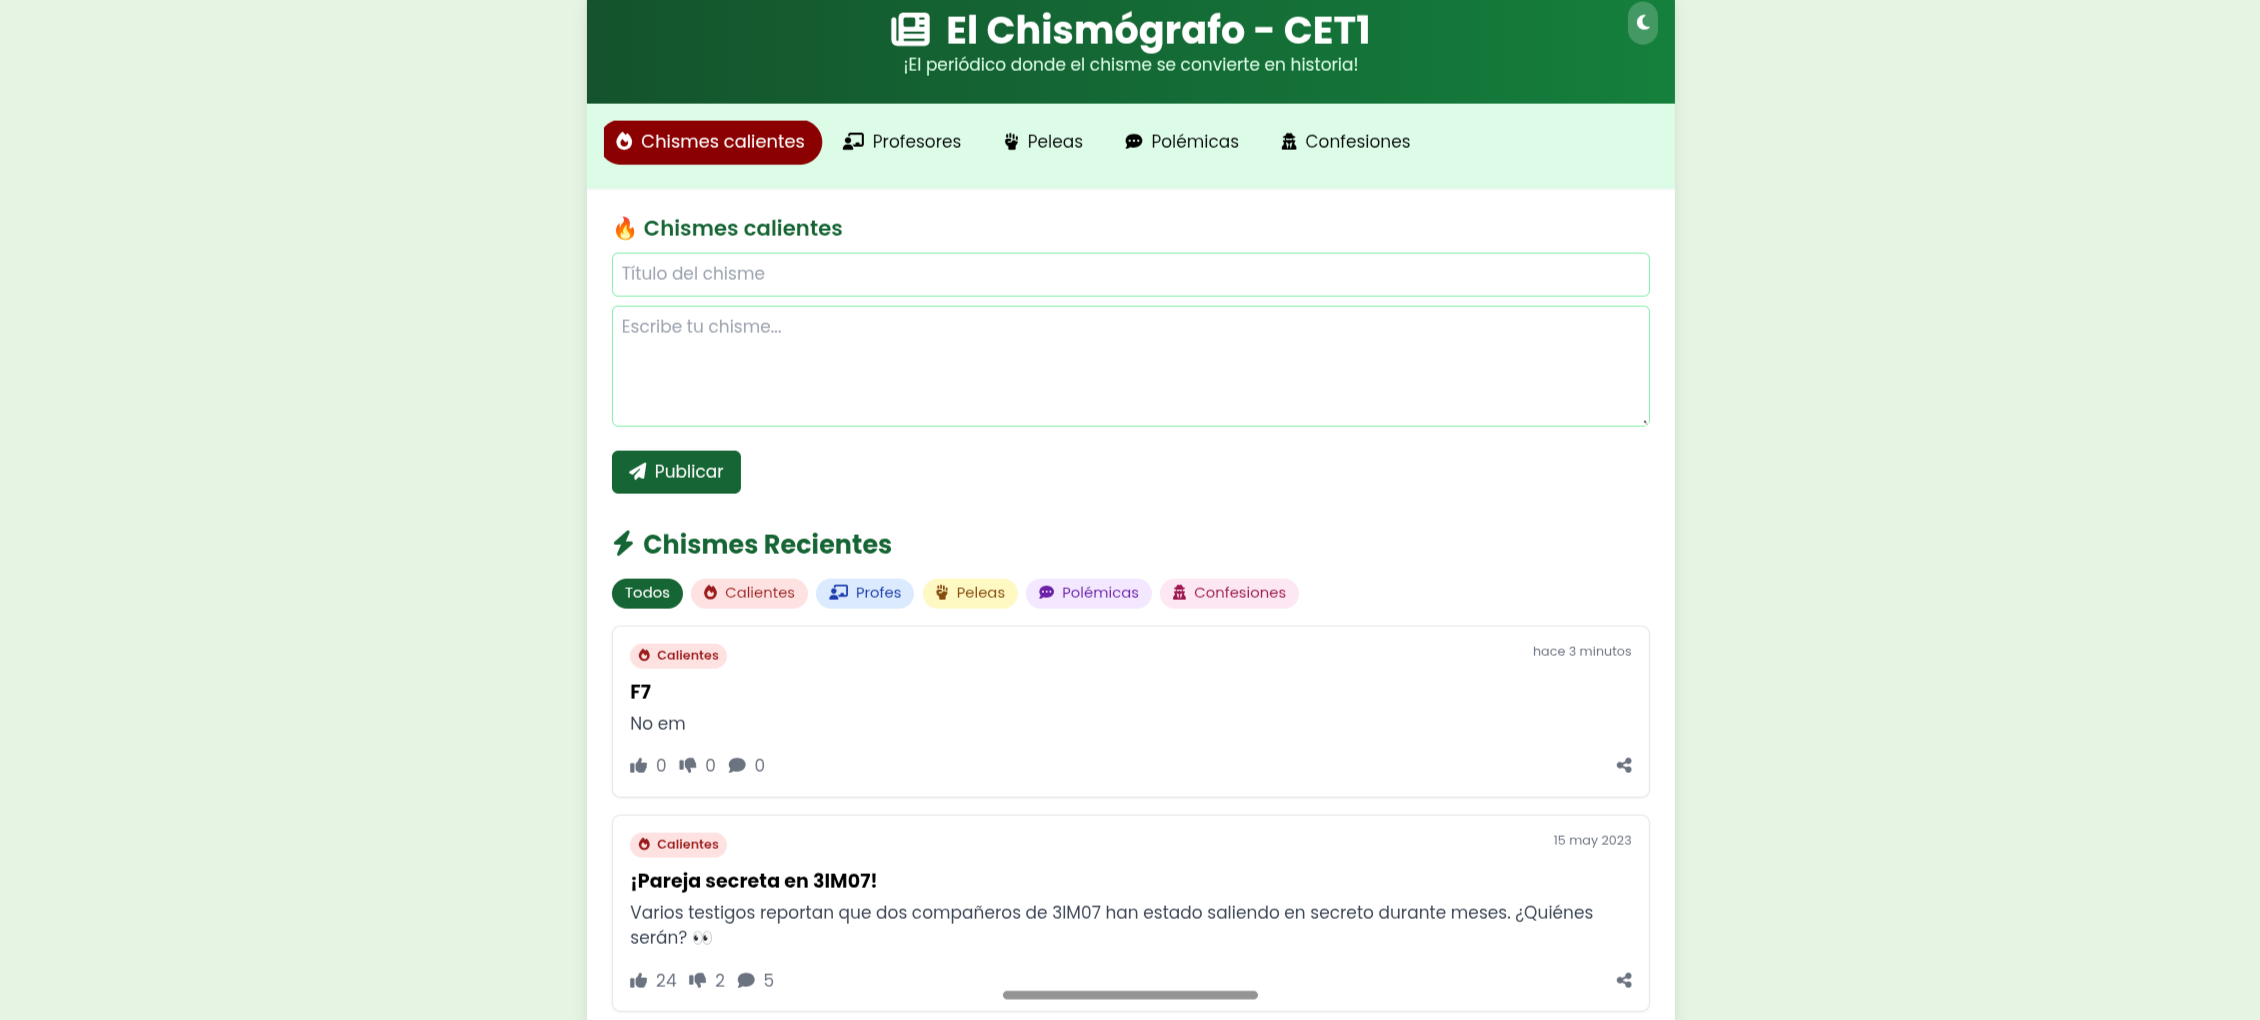 El Chismógrafo - CET1
¡El periódico donde el chisme se convierte en historia!
Chismes calientes Profesores Peleas Polémicas Confesiones
🔥 Chismes calientes
Título del chisme
Escribe tu chisme...
Publicar
Chismes Recientes
Todos Calientes Profes Peleas Polémicas Confesiones
Calientes hace 3 minutos
F7
No em
0 0 0
Calientes 15 may 2023
¡Pareja secreta en 3IM07!
Varios testigos reportan que dos compañeros de 3IM07 han estado saliendo en secreto durante meses. ¿Quiénes
serán? 👀
24 2 5